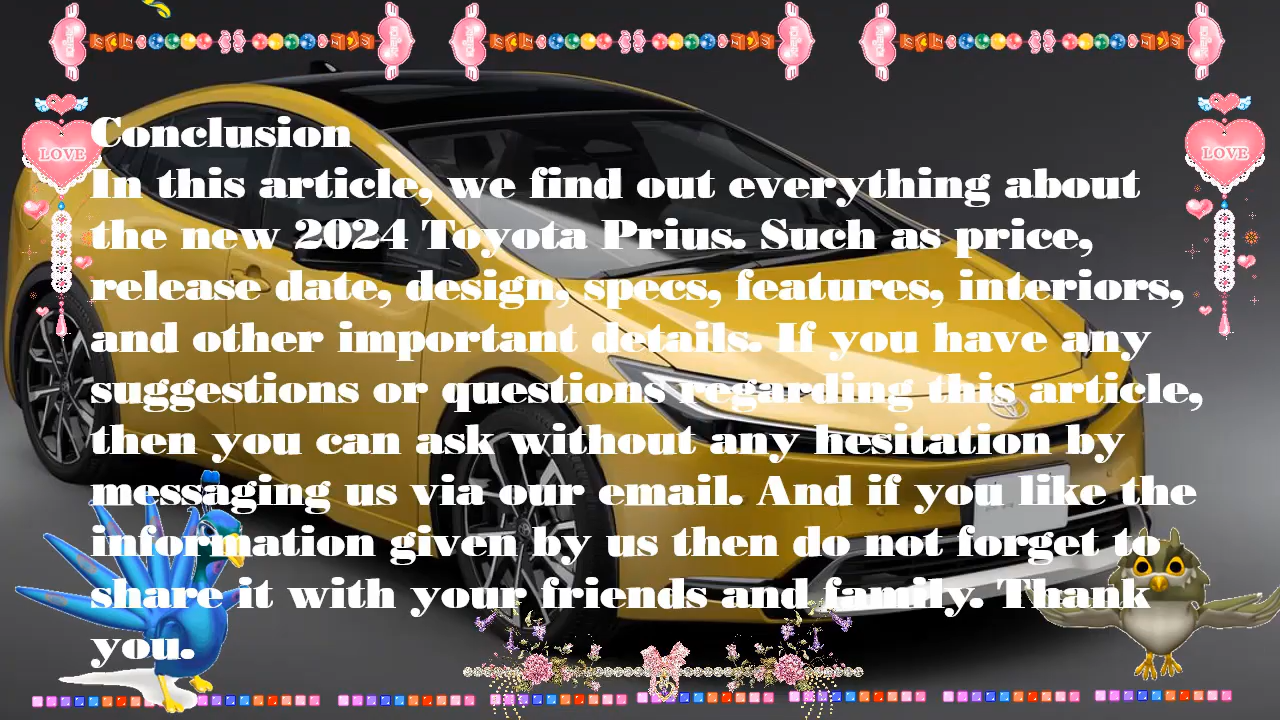 Conclusion
In this article, we find out everything about
the new 2024 Toyota Prius. Such as price,
release date, design, specs, features, interiors,
and other important details. If you have any
suggestions or questions regarding this article,
then you can ask without any hesitation by
messaging us via our email. And if you like the
information given by us then do not forget to
share it with your friends and family. Thank
you.
LOVE
LOVE